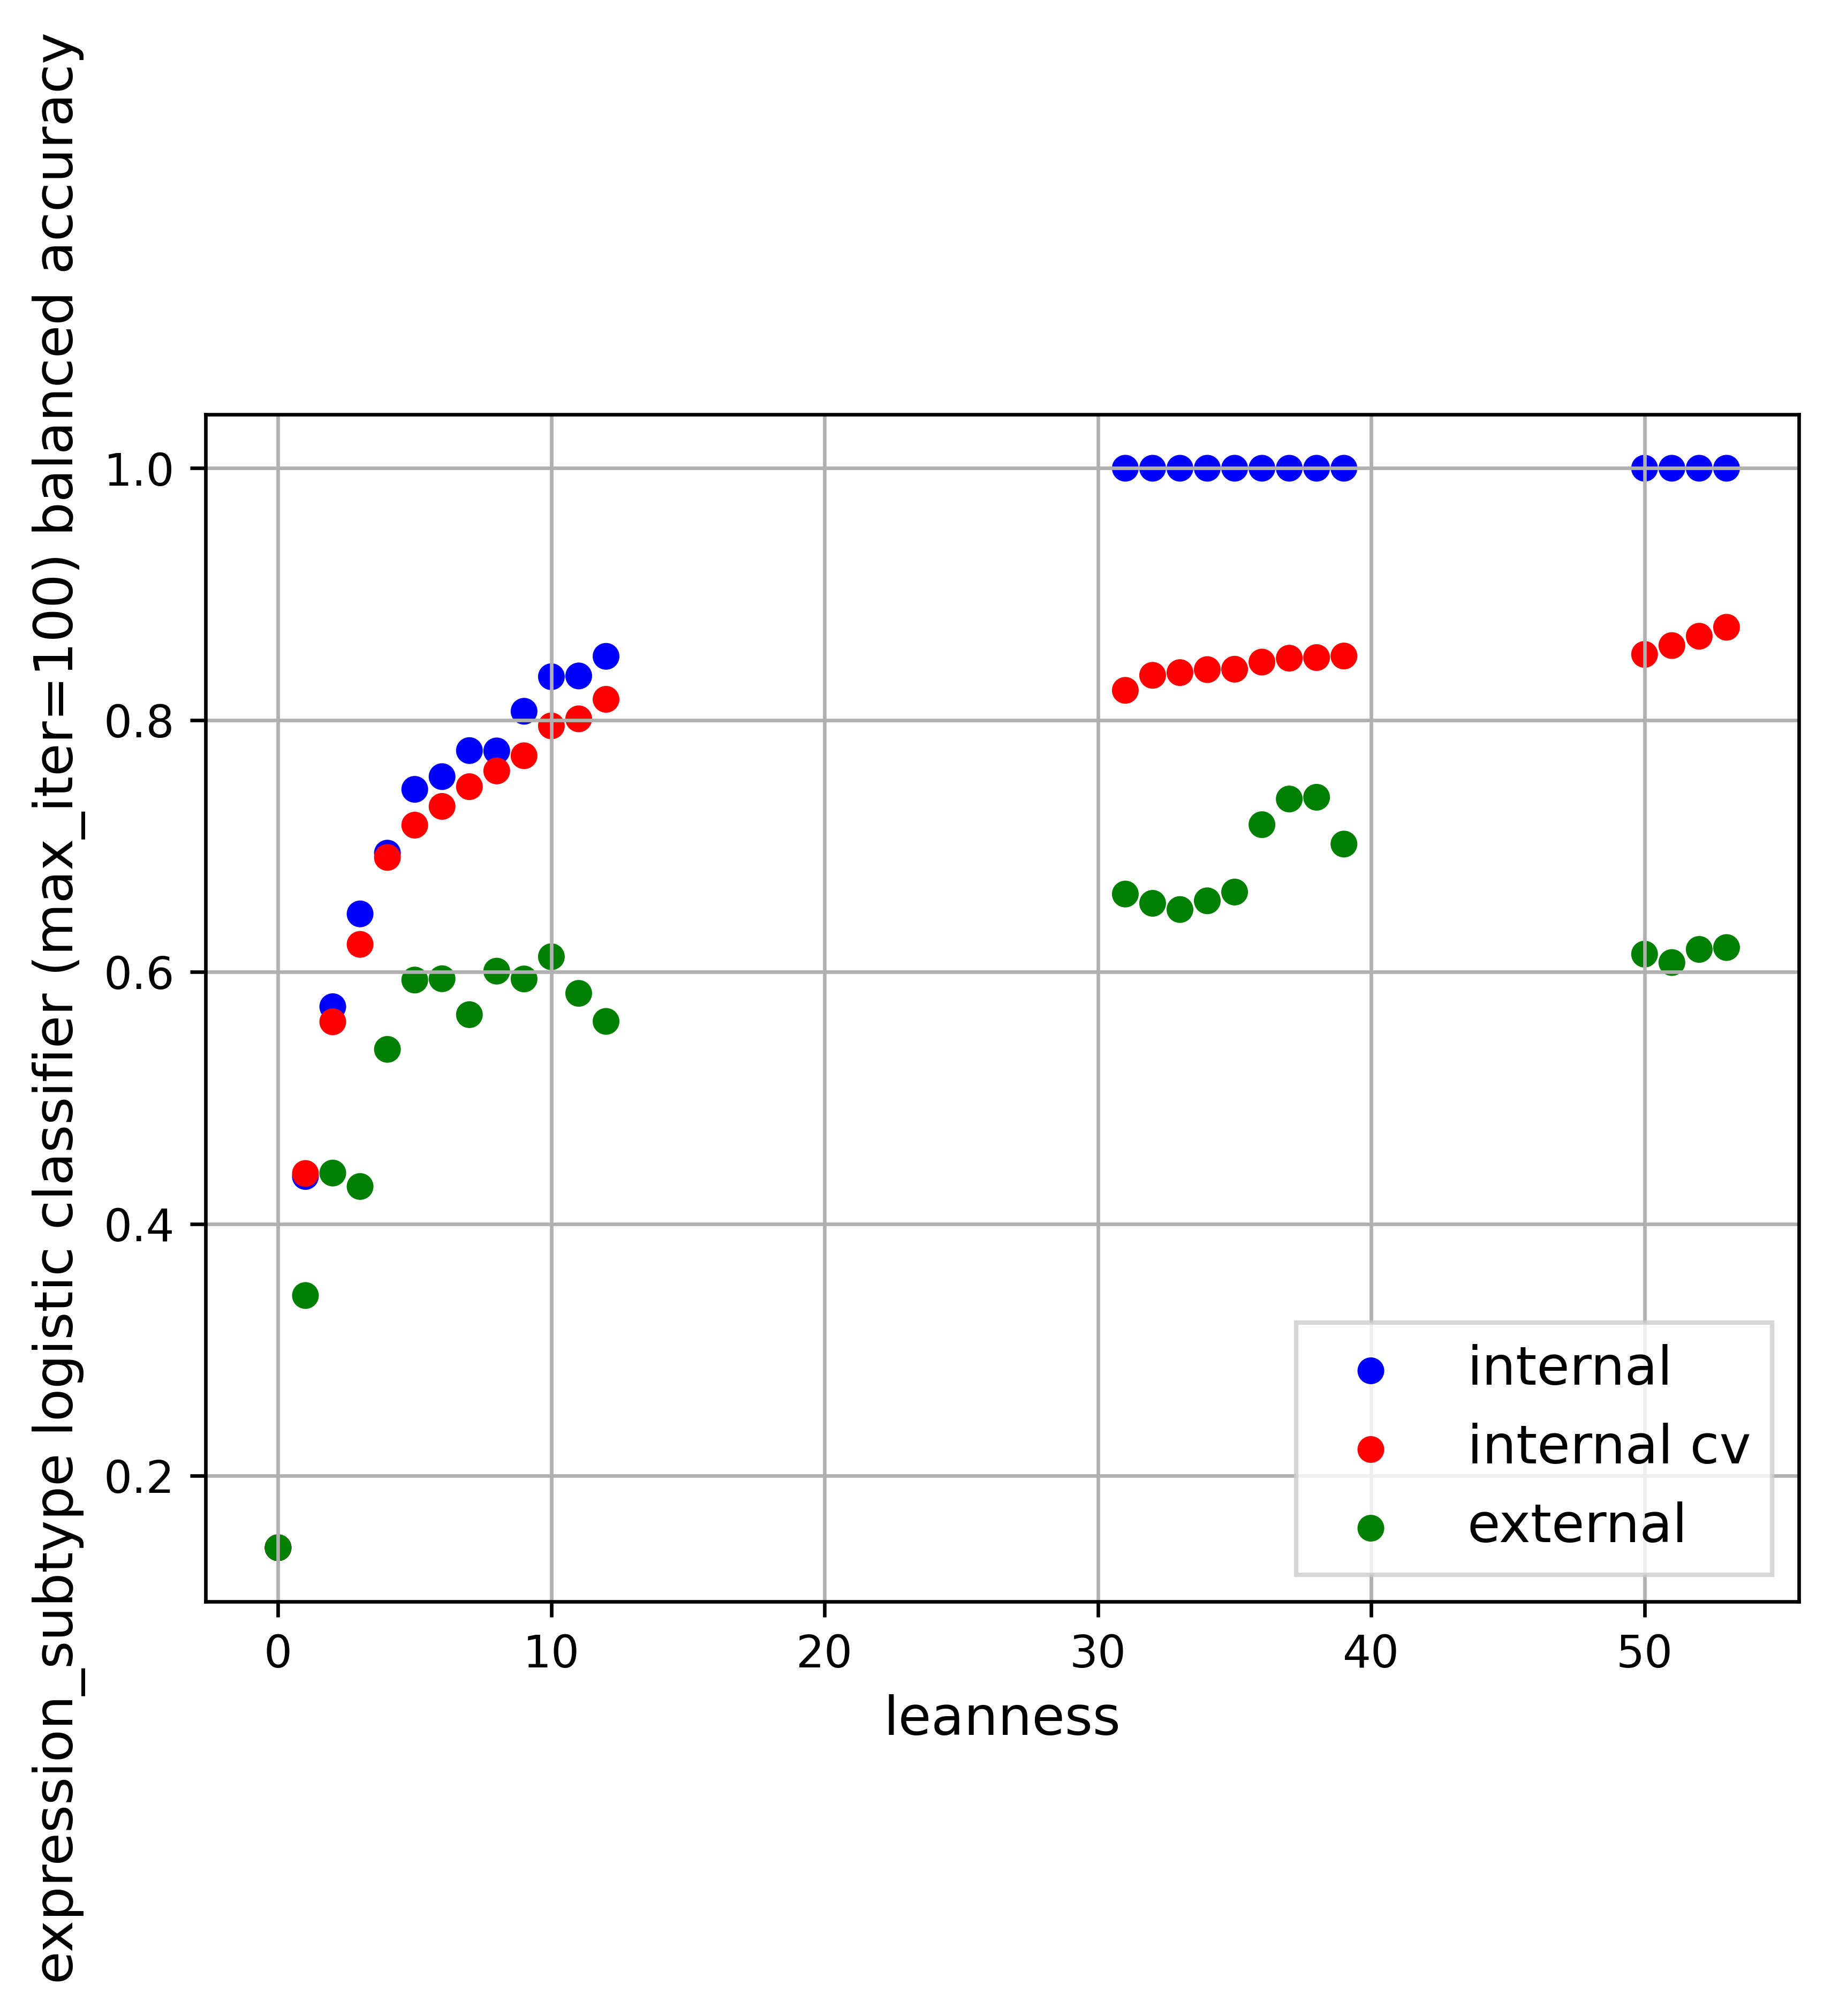 expression_subtype logistic classifier (max_iter=100) balanced accuracy
1.0
0.8
0.6
0.4
0.2
0 10 20 30 40 50
leanness
internal
internal cv
external